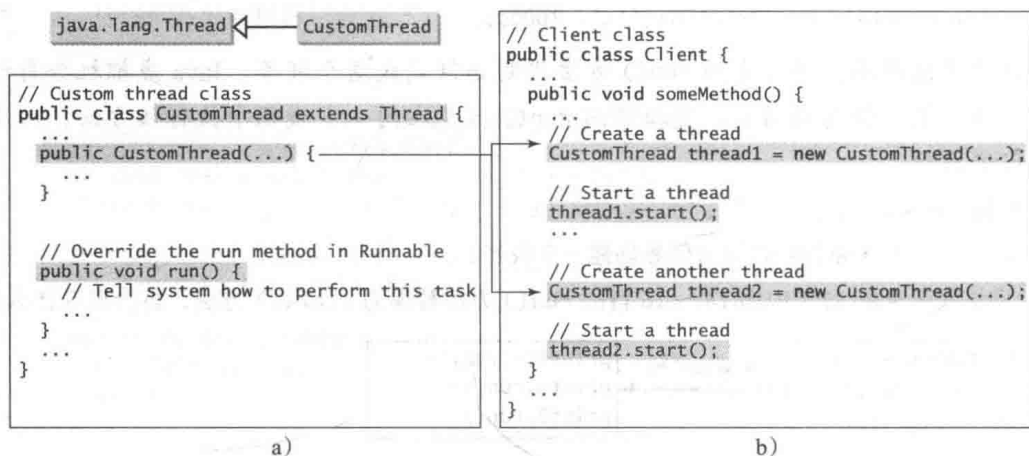 java.lang.Thread CustomThread
// Custom thread class
public class CustomThread extends Thread {
...
public CustomThread(...) {
...
}
// Override the run method in Runnable
public void run() {
// Tell system how to perform this task
...
}
...
}
a)
// Client class
public class Client {
...
public void someMethod() {
...
// Create a thread
CustomThread thread1 = new CustomThread(...);
// Start a thread
thread1.start();
...
// Create another thread
CustomThread thread2 = new CustomThread(...);
// Start a thread
thread2.start();
}
...
}
b)